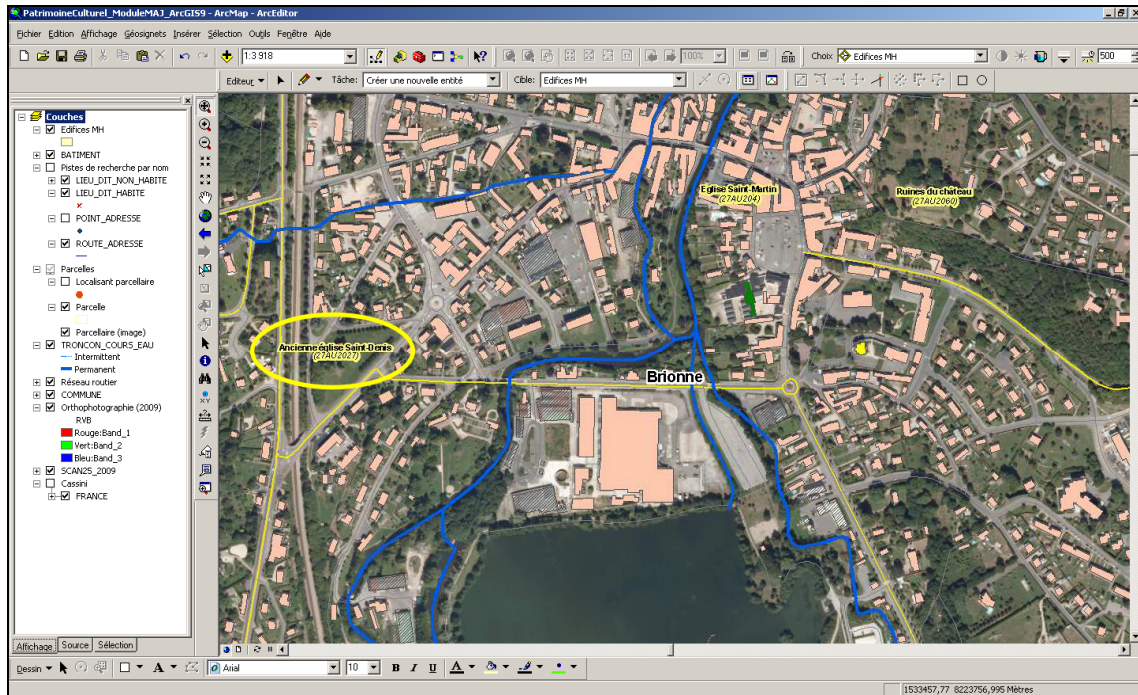 PatrimoineCulturel_ModuleMAJ_ArcGIS9 - ArcMap - ArcEditor
Fichier Edition Affichage Géosignets Insérer Sélection Outils Fenêtre Aide
1:3 918
100%
Choix
Edifices MH
500
Editeur
Tâche:
Créer une nouvelle entité
Cible:
Edifices MH
Couches
Edifices MH
BATIMENT
Pistes de recherche par nom
LIEU_DIT_NON_HABITE
LIEU_DIT_HABITE
POINT_ADRESSE
ROUTE_ADRESSE
Parcelles
Localisant parcellaire
Parcelle
Parcellaire (image)
TRONCON_COURS_EAU
Intermittent
Permanent
Réseau routier
COMMUNE
Orthophotographie (2009)
RVB
Rouge:Band_1
Vert:Band_2
Bleu:Band_3
SCAN25_2009
Cassini
FRANCE
XY
Eglise Saint-Martin
(27AU204)
Ruines du château
(27AU2060)
Ancienne église Saint-Denis
(27AU2027)
Brionne
Affichage Source Sélection
Dessin
A
Arial
10
B I U A
1533457,77 8223756,995 Mètres